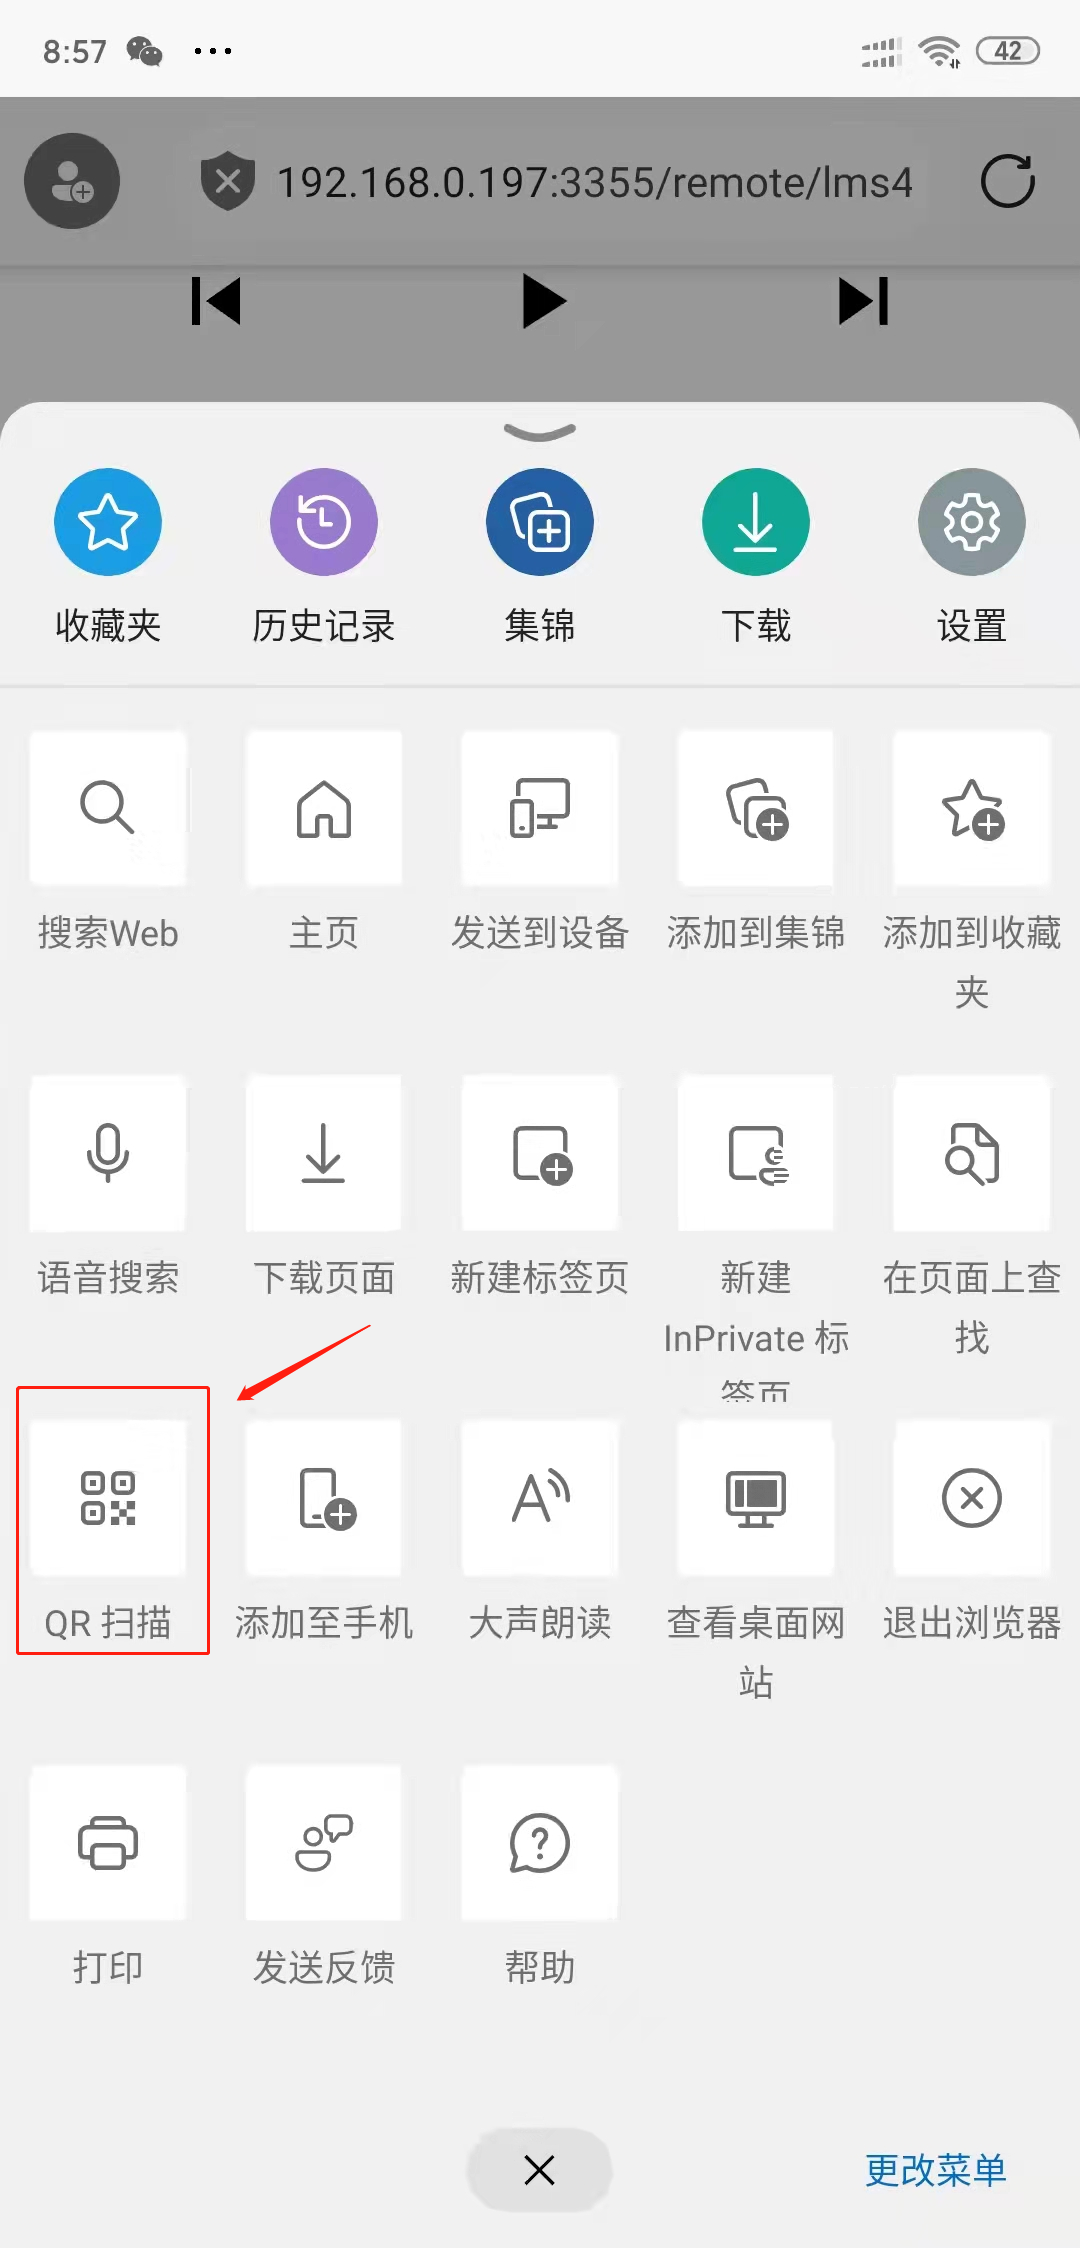 8:57
42
192.168.0.197:3355/remote/lms4
收藏夹
历史记录
集锦
下载
设置
搜索Web
主页
发送到设备
添加到集锦
添加到收藏
夹
语音搜索
下载页面
新建标签页
新建
InPrivate 标
签页
在页面上查
找
QR 扫描
添加至手机
大声朗读
查看桌面网
站
退出浏览器
打印
发送反馈
帮助
更改菜单